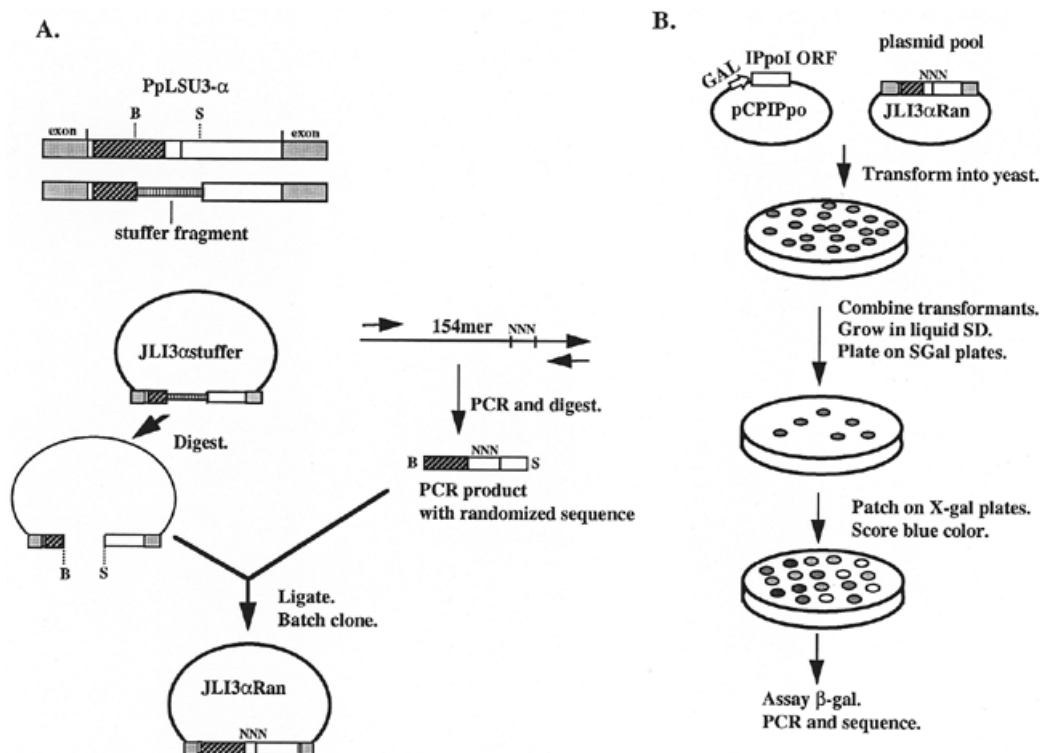 A.
PpLSU3-α
B S
exon exon
stuffer fragment
JLI3αstuffer
154mer NNN
PCR and digest.
Digest.
NNN
B S
PCR product
with randomized sequence
B S
Ligate.
Batch clone.
JLI3αRan
NNN
B.
IPpoI ORF
GAL
pCPIPpo
plasmid pool
NNN
JLI3αRan
Transform into yeast.
Combine transformants.
Grow in liquid SD.
Plate on SGal plates.
Patch on X-gal plates.
Score blue color.
Assay β-gal.
PCR and sequence.